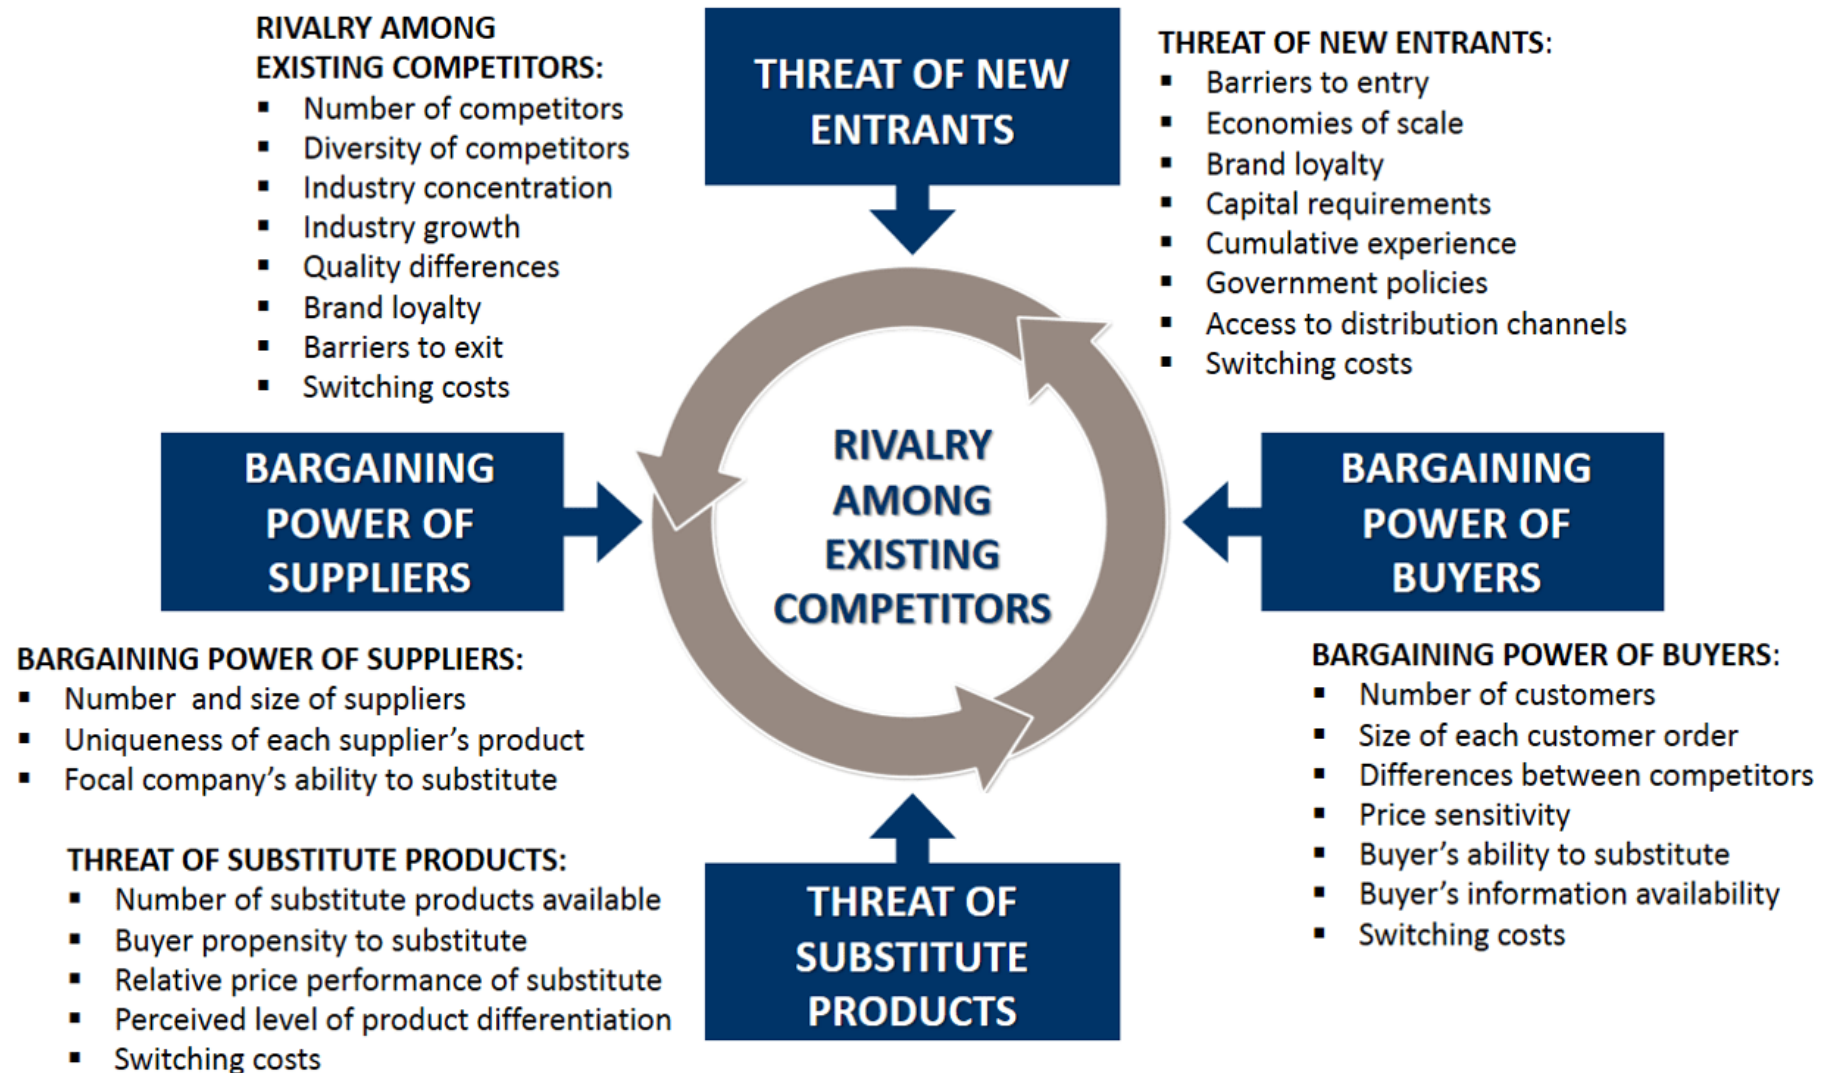 RIVALRY AMONG
EXISTING COMPETITORS:
▪ Number of competitors
▪ Diversity of competitors
▪ Industry concentration
▪ Industry growth
▪ Quality differences
▪ Brand loyalty
▪ Barriers to exit
▪ Switching costs
THREAT OF NEW
ENTRANTS
THREAT OF NEW ENTRANTS:
▪ Barriers to entry
▪ Economies of scale
▪ Brand loyalty
▪ Capital requirements
▪ Cumulative experience
▪ Government policies
▪ Access to distribution channels
▪ Switching costs
BARGAINING
POWER OF
SUPPLIERS
RIVALRY
AMONG
EXISTING
COMPETITORS
BARGAINING
POWER OF
BUYERS
BARGAINING POWER OF SUPPLIERS:
▪ Number and size of suppliers
▪ Uniqueness of each supplier’s product
▪ Focal company’s ability to substitute
BARGAINING POWER OF BUYERS:
▪ Number of customers
▪ Size of each customer order
▪ Differences between competitors
▪ Price sensitivity
▪ Buyer’s ability to substitute
▪ Buyer’s information availability
▪ Switching costs
THREAT OF SUBSTITUTE PRODUCTS:
▪ Number of substitute products available
▪ Buyer propensity to substitute
▪ Relative price performance of substitute
▪ Perceived level of product differentiation
▪ Switching costs
THREAT OF
SUBSTITUTE
PRODUCTS